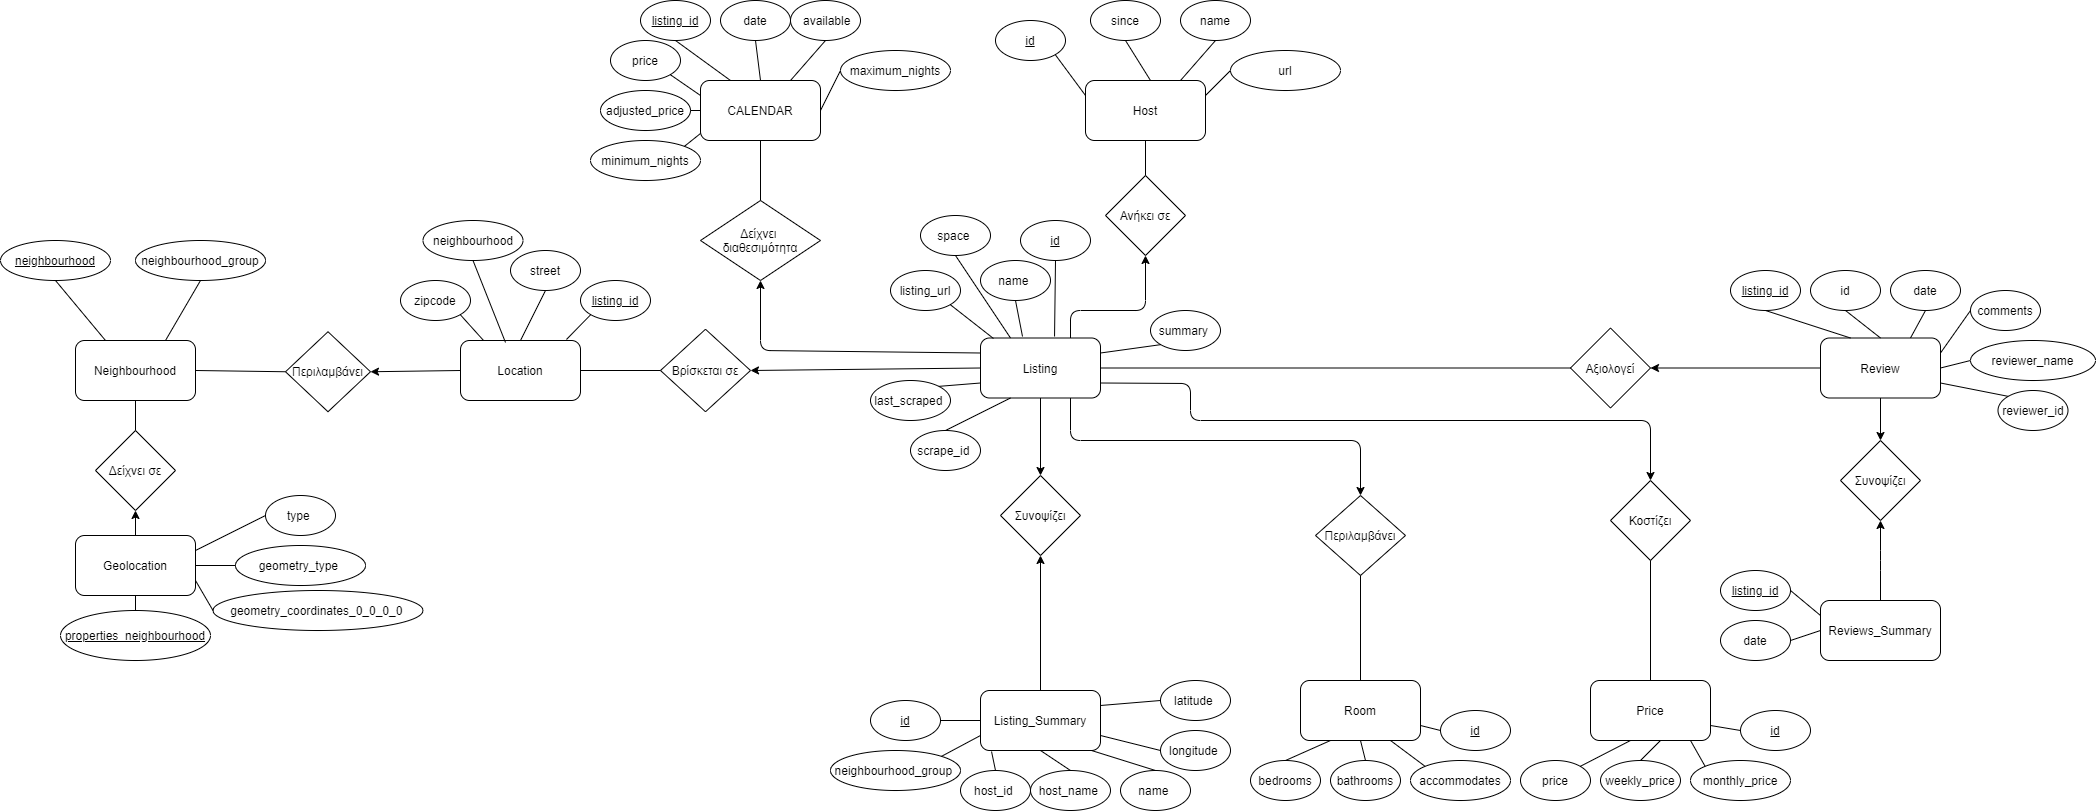 listing_id
date
available
price
maximum_nights
adjusted_price
CALENDAR
minimum_nights
id
since
name
url
Host
Δείχνει
διαθεσιμότητα
Ανήκει σε
neighbourhood
neighbourhood_group
zipcode
neighbourhood
street
listing_id
Neighbourhood
Περιλαμβάνει
Location
Βρίσκεται σε
space
id
name
listing_url
summary
Listing
last_scraped
scrape_id
Αξιολογεί
listing_id
id
date
comments
reviewer_name
reviewer_id
Review
Δείχνει σε
type
Geolocation
geometry_type
geometry_coordinates_0_0_0_0
properties_neighbourhood
Συνοψίζει
Περιλαμβάνει
Κοστίζει
Συνοψίζει
listing_id
date
Reviews_Summary
id
Listing_Summary
latitude
longitude
neighbourhood_group
host_id
host_name
name
Room
id
bedrooms
bathrooms
accommodates
Price
id
price
weekly_price
monthly_price